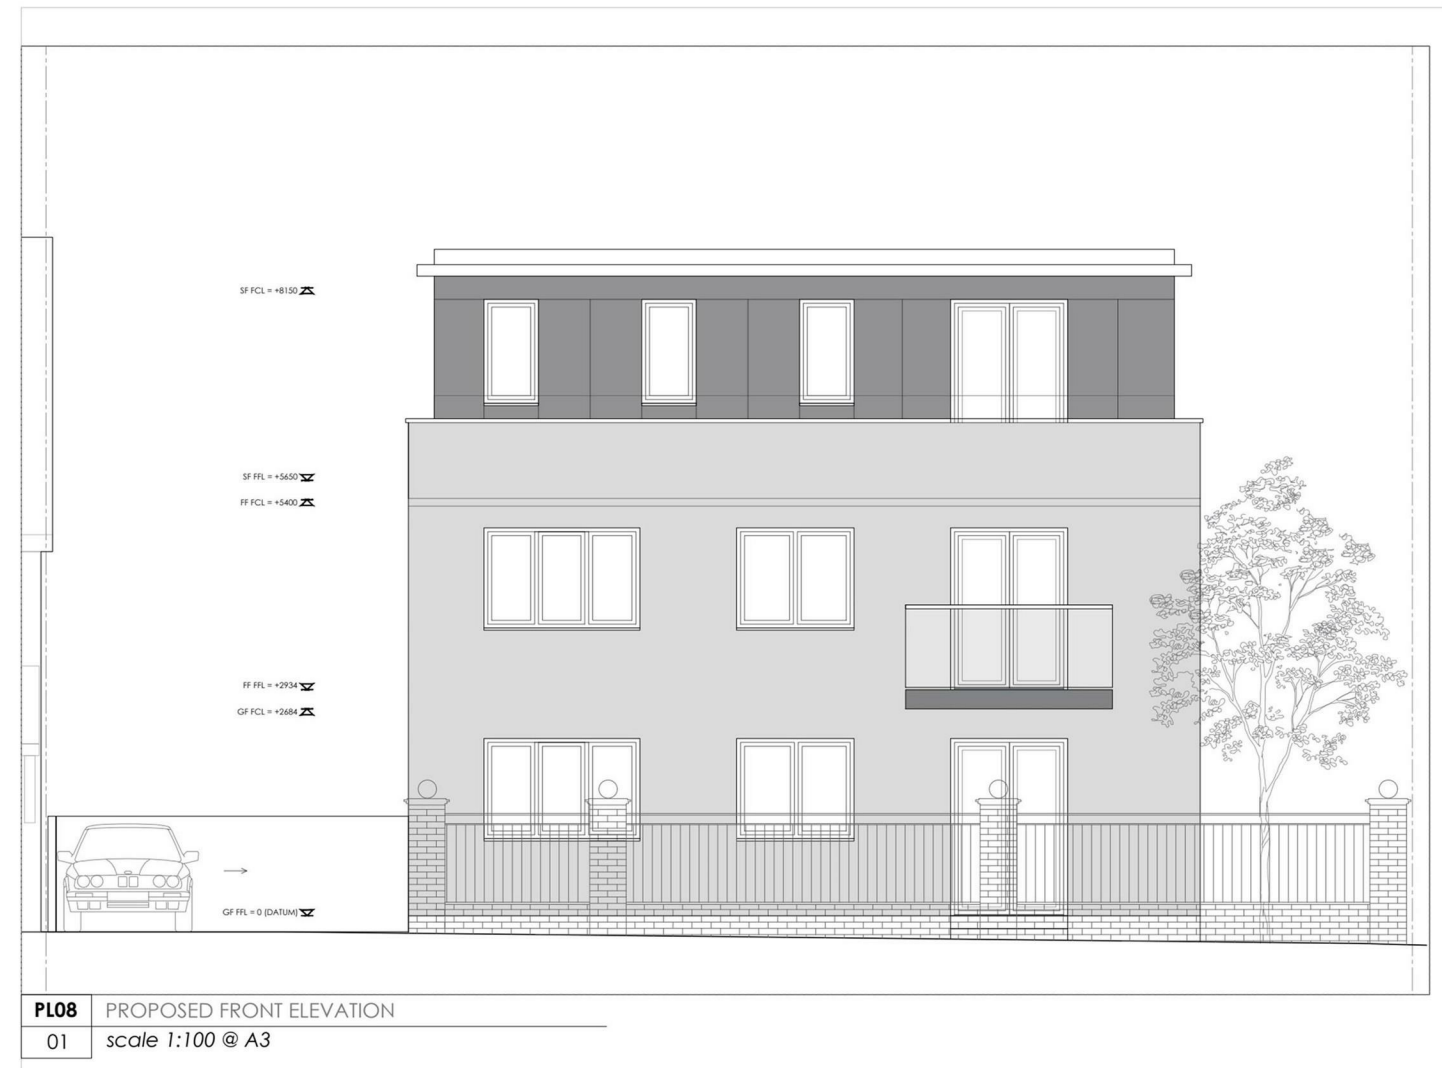 SF FCL = +8150
SF FFL = +5650
FF FCL = +5400
FF FFL = +2934
GF FCL = +2684
GF FFL = 0 (DATUM)
PL08 PROPOSED FRONT ELEVATION
01 scale 1:100 @ A3